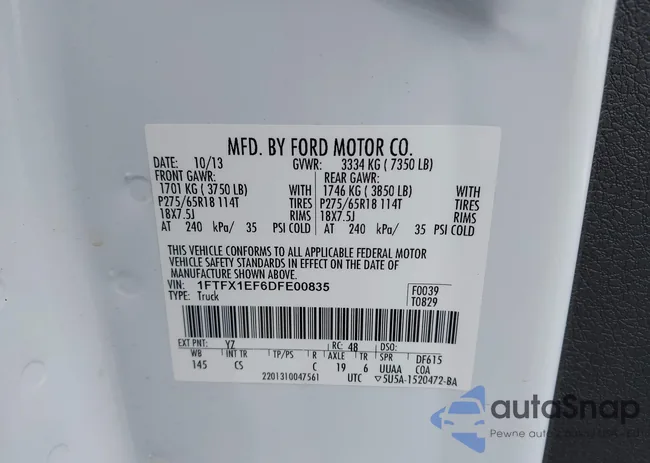 MFD. BY FORD MOTOR CO.
DATE: 10/13 GVWR: 3334 KG ( 7350 LB)
FRONT GAWR: REAR GAWR:
1701 KG ( 3750 LB) WITH 1746 KG ( 3850 LB) WITH
P275/65R18 114T TIRES P275/65R18 114T TIRES
18X7.5J RIMS 18X7.5J RIMS
AT 240 kPa/ 35 PSI COLD AT 240 kPa/ 35 PSI COLD
THIS VEHICLE CONFORMS TO ALL APPLICABLE FEDERAL MOTOR
VEHICLE SAFETY STANDARDS IN EFFECT ON THE DATE OF
MANUFACTURE SHOWN ABOVE.
VIN: 1FTFX1EF6DFE00835 F0039
TYPE: Truck T0829
EXT PNT: YZ RC: 48 DSO:
WB INT TR TP/PS R AXLE TR SPR DF615
145 CS C 19 6 UUAA COA
2201310047561 UTC ▽5U5A-1520472-BA
autoSnap
Pewne auto